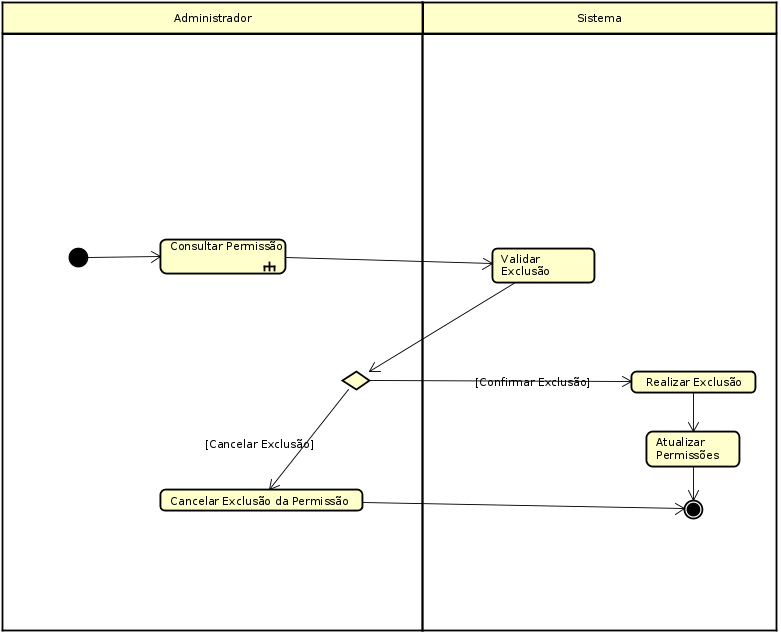 Administrador
Sistema
Consultar Permissão
Validar
Exclusão
[Confirmar Exclusão]
Realizar Exclusão
[Cancelar Exclusão]
Atualizar
Permissões
Cancelar Exclusão da Permissão